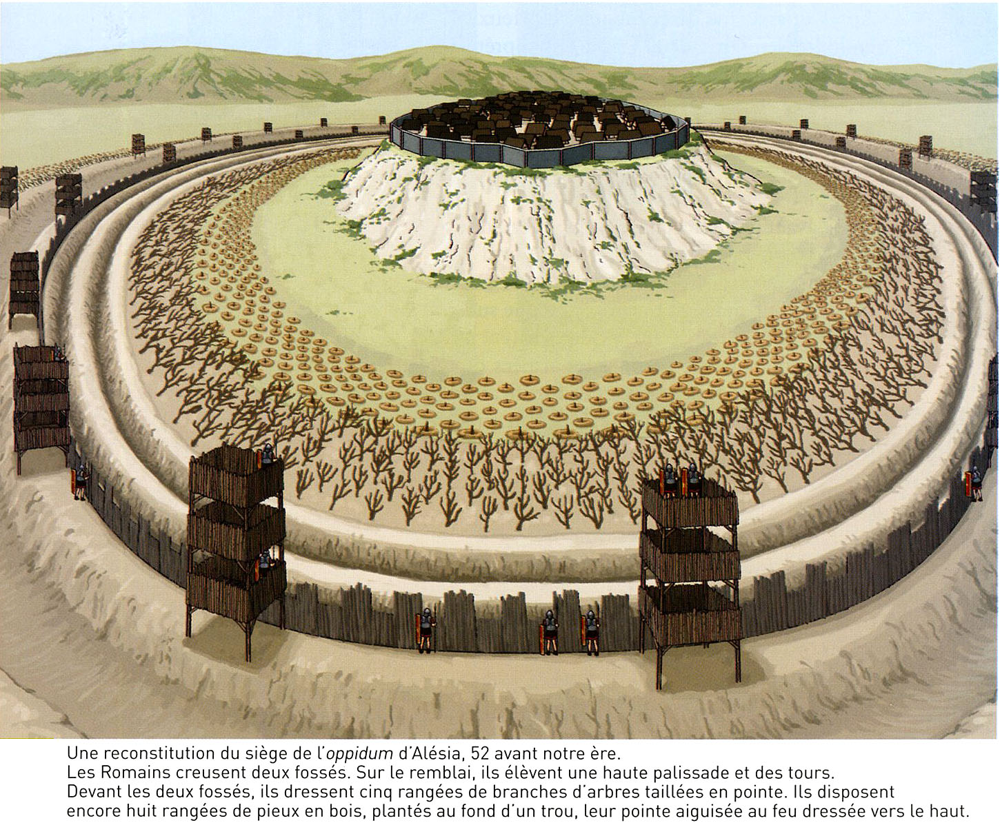 Une reconstitution du siège de l'oppidum d'Alésia, 52 avant notre ère.
Les Romains creusent deux fossés. Sur le remblai, ils élèvent une haute palissade et des tours.
Devant les deux fossés, ils dressent cinq rangées de branches d'arbres taillées en pointe. Ils disposent
encore huit rangées de pieux en bois, plantés au fond d'un trou, leur pointe aiguisée au feu dressée vers le haut.